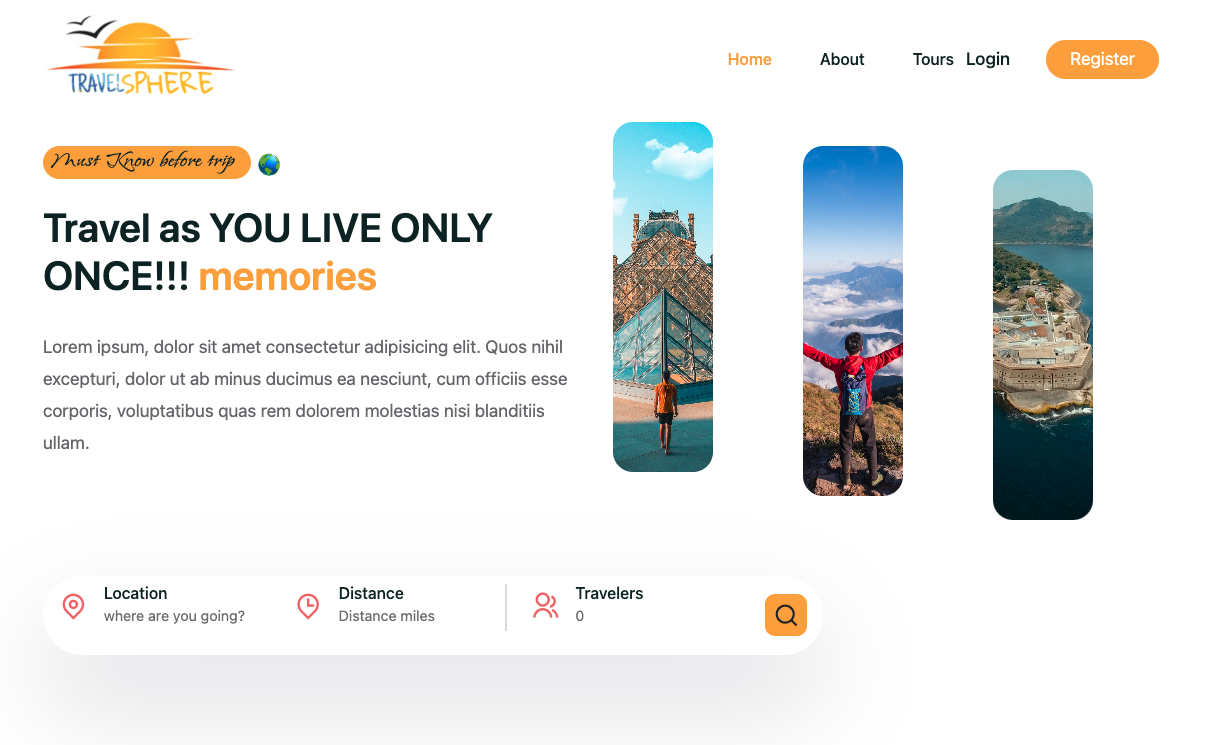 TRAVELSPHERE
Home About Tours Login Register
Must Know before trip
Travel as YOU LIVE ONLY
ONCE!!! memories
Lorem ipsum, dolor sit amet consectetur adipisicing elit. Quos nihil
excepturi, dolor ut ab minus ducimus ea nesciunt, cum officiis esse
corporis, voluptatibus quas rem dolorem molestias nisi blanditiis
ullam.
Location
where are you going?
Distance
Distance miles
Travelers
0